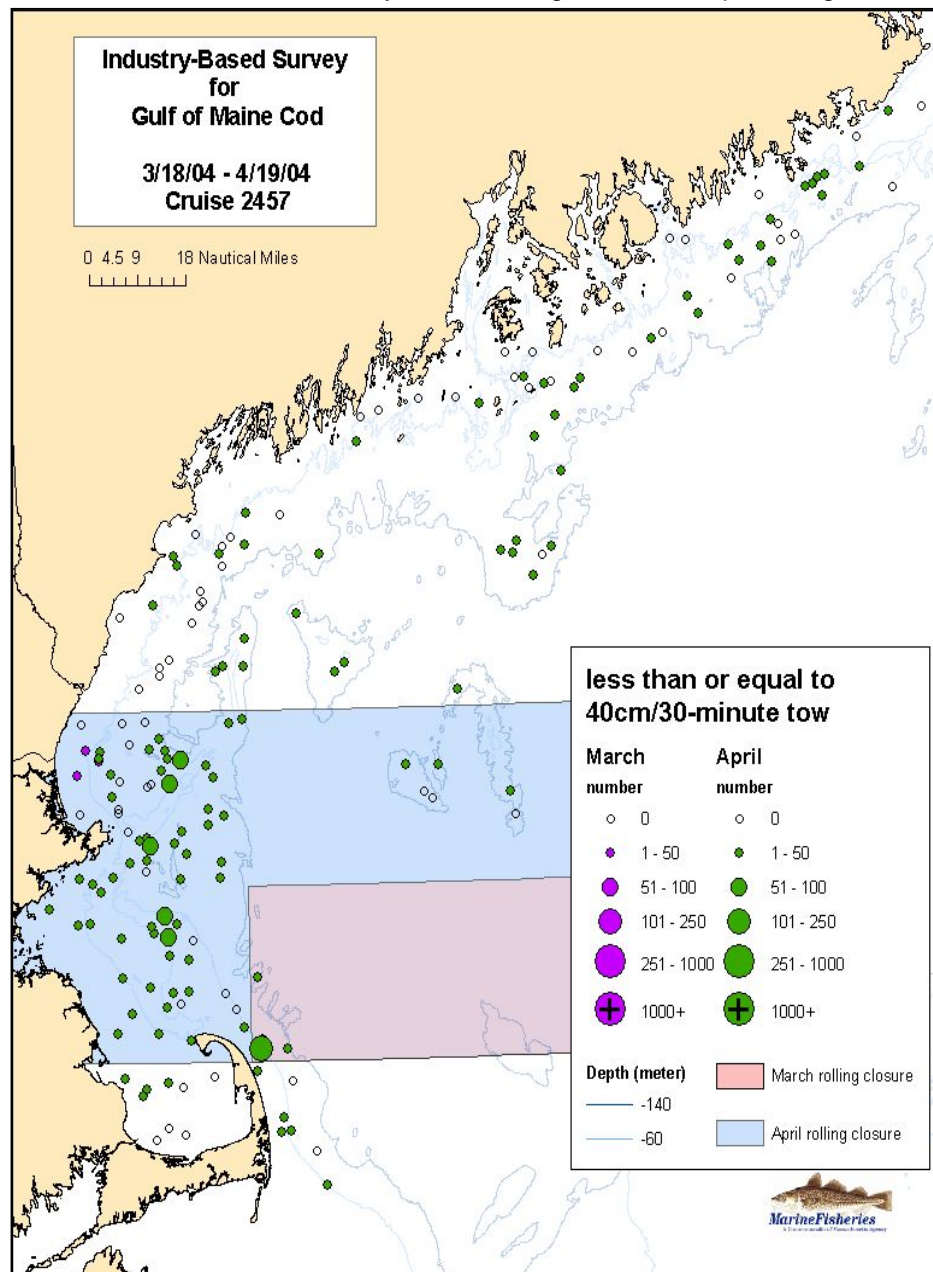 Industry-Based Survey
for
Gulf of Maine Cod
3/18/04 - 4/19/04
Cruise 2457
0 4.5 9 18 Nautical Miles
less than or equal to
40cm/30-minute tow
March April
number number
0 0
1 - 50 1 - 50
51 - 100 51 - 100
101 - 250 101 - 250
251 - 1000 251 - 1000
1000+ 1000+
Depth (meter) March rolling closure
-140
-60 April rolling closure
MarineFisheries